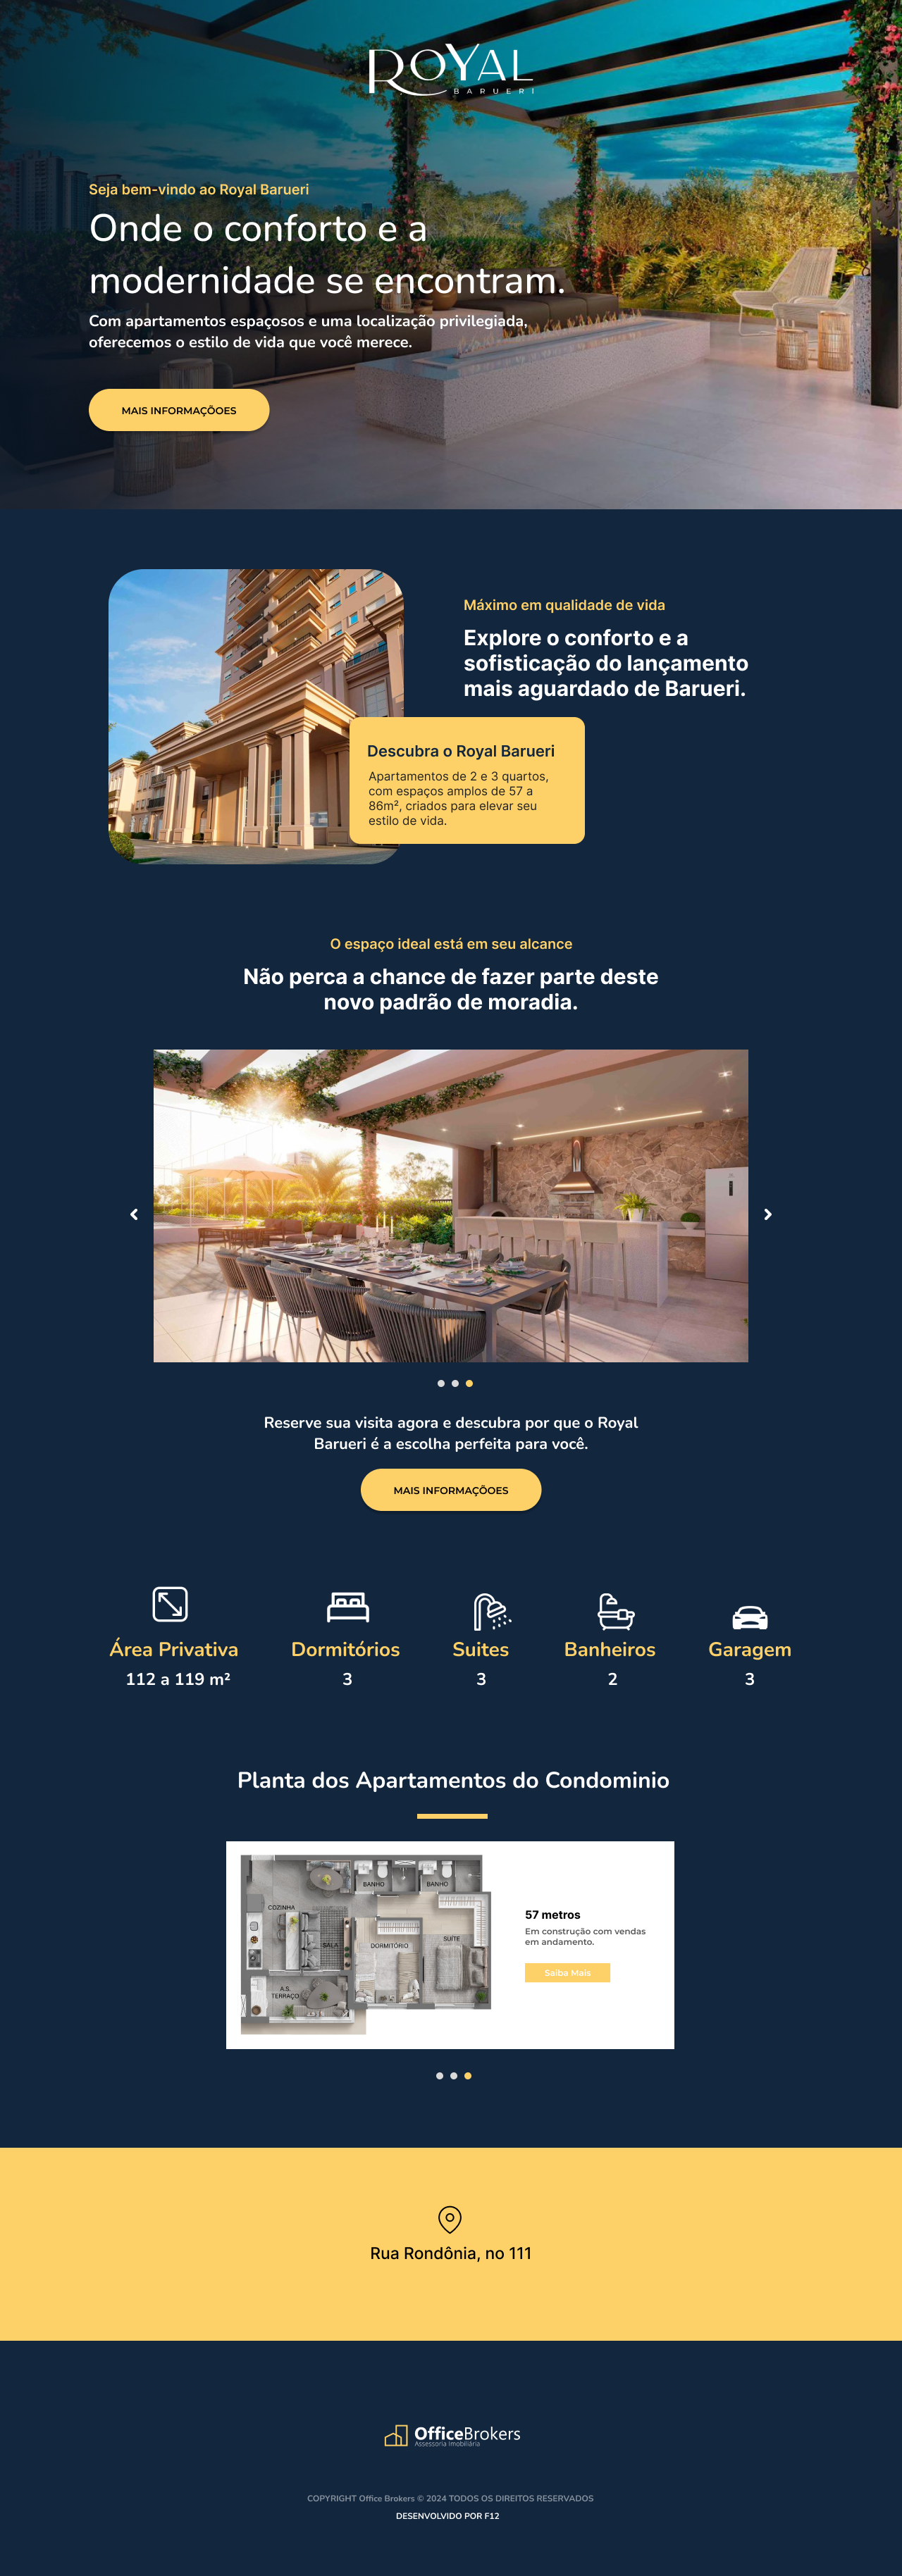 ROYAL
BARUERI
Seja bem-vindo ao Royal Barueri
Onde o conforto e a
modernidade se encontram.
Com apartamentos espaçosos e uma localização privilegiada,
oferecemos o estilo de vida que você merece.
MAIS INFORMAÇÕOES
Máximo em qualidade de vida
Explore o conforto e a
sofisticação do lançamento
mais aguardado de Barueri.
Descubra o Royal Barueri
Apartamentos de 2 e 3 quartos,
com espaços amplos de 57 a
86m², criados para elevar seu
estilo de vida.
O espaço ideal está em seu alcance
Não perca a chance de fazer parte deste
novo padrão de moradia.
Reserve sua visita agora e descubra por que o Royal
Barueri é a escolha perfeita para você.
MAIS INFORMAÇÕOES
Área Privativa
112 a 119 m²
Dormitórios
3
Suites
3
Banheiros
2
Garagem
3
Planta dos Apartamentos do Condominio
BANHO
BANHO
COZINHA
SALA
DORMITÓRIO
SUÍTE
A.S.
TERRAÇO
57 metros
Em construção com vendas
em andamento.
Saiba Mais
Rua Rondônia, no 111
OfficeBrokers
Assessoria Imobiliária
COPYRIGHT Office Brokers © 2024 TODOS OS DIREITOS RESERVADOS
DESENVOLVIDO POR F12